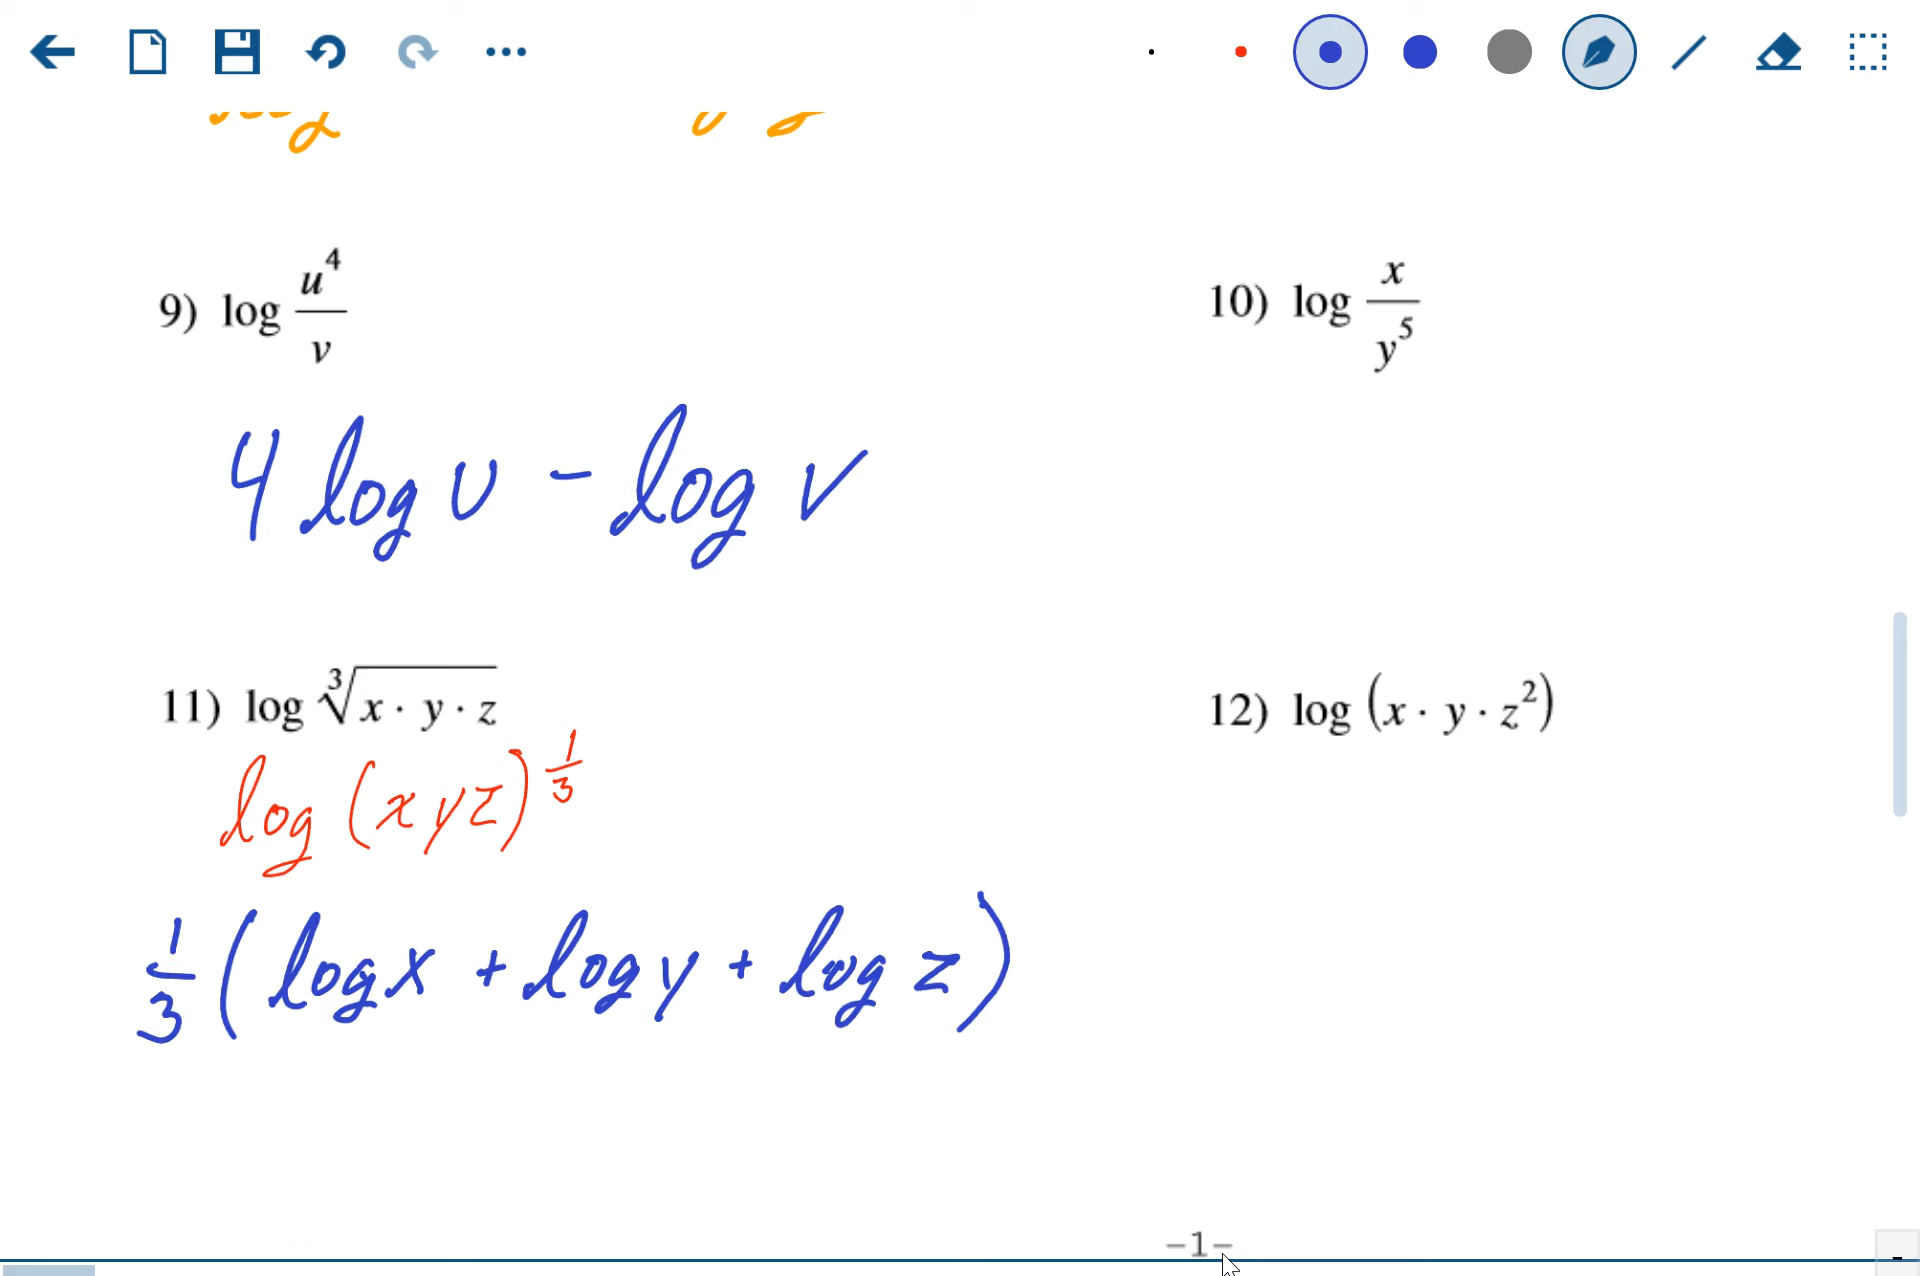 9) log u⁴/v
10) log x/y⁵
4 log u - log v
11) log ∛x · y · z
12) log (x · y · z²)
log (xyz)^1/3
1/3 (log x + log y + log z)
-1-